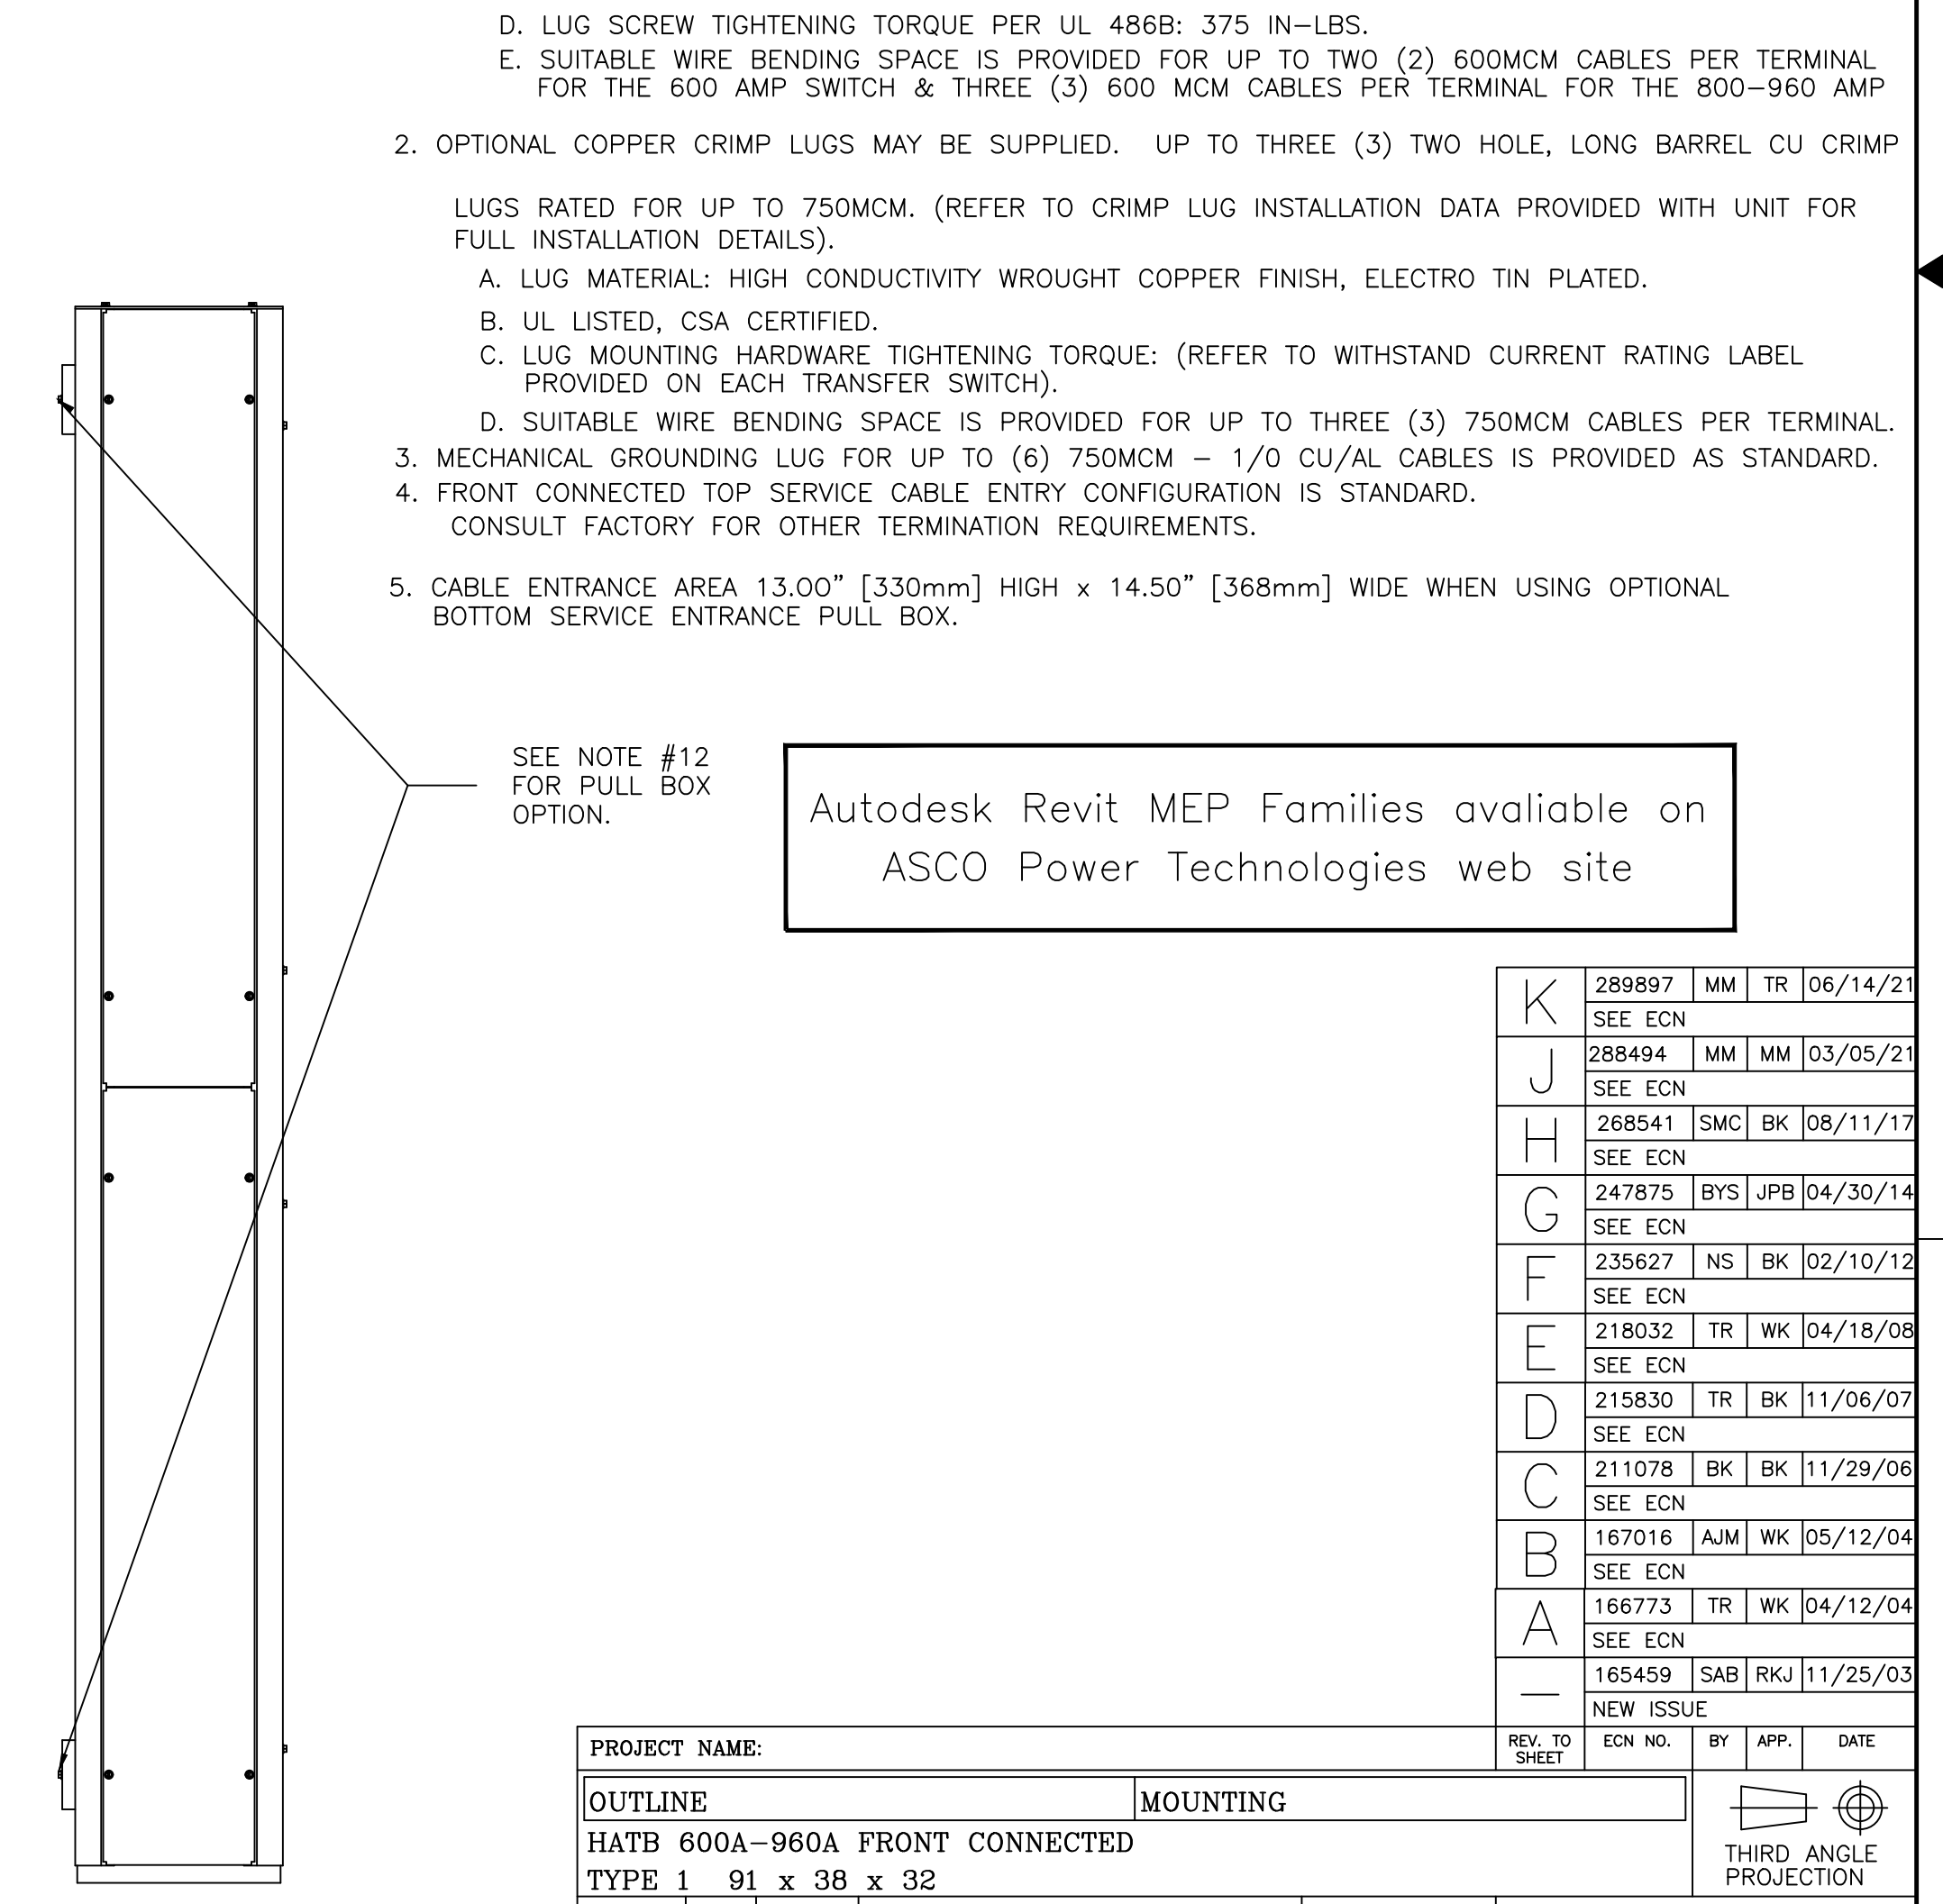 D. LUG SCREW TIGHTENING TORQUE PER UL 486B: 375 IN-LBS.
E. SUITABLE WIRE BENDING SPACE IS PROVIDED FOR UP TO TWO (2) 600MCM CABLES PER TERMINAL
FOR THE 600 AMP SWITCH & THREE (3) 600 MCM CABLES PER TERMINAL FOR THE 800-960 AMP
2. OPTIONAL COPPER CRIMP LUGS MAY BE SUPPLIED. UP TO THREE (3) TWO HOLE, LONG BARREL CU CRIMP
LUGS RATED FOR UP TO 750MCM. (REFER TO CRIMP LUG INSTALLATION DATA PROVIDED WITH UNIT FOR
FULL INSTALLATION DETAILS).
A. LUG MATERIAL: HIGH CONDUCTIVITY WROUGHT COPPER FINISH, ELECTRO TIN PLATED.
B. UL LISTED, CSA CERTIFIED.
C. LUG MOUNTING HARDWARE TIGHTENING TORQUE: (REFER TO WITHSTAND CURRENT RATING LABEL
PROVIDED ON EACH TRANSFER SWITCH).
D. SUITABLE WIRE BENDING SPACE IS PROVIDED FOR UP TO THREE (3) 750MCM CABLES PER TERMINAL.
3. MECHANICAL GROUNDING LUG FOR UP TO (6) 750MCM - 1/0 CU/AL CABLES IS PROVIDED AS STANDARD.
4. FRONT CONNECTED TOP SERVICE CABLE ENTRY CONFIGURATION IS STANDARD.
CONSULT FACTORY FOR OTHER TERMINATION REQUIREMENTS.
5. CABLE ENTRANCE AREA 13.00" [330mm] HIGH x 14.50" [368mm] WIDE WHEN USING OPTIONAL
BOTTOM SERVICE ENTRANCE PULL BOX.
SEE NOTE #12
FOR PULL BOX
OPTION.
Autodesk Revit MEP Families avaliable on
ASCO Power Technologies web site
K 289897 MM TR 06/14/21
SEE ECN
J 288494 MM MM 03/05/21
SEE ECN
H 268541 SMC BK 08/11/17
SEE ECN
G 247875 BYS JPB 04/30/14
SEE ECN
F 235627 NS BK 02/10/12
SEE ECN
E 218032 TR WK 04/18/08
SEE ECN
D 215830 TR BK 11/06/07
SEE ECN
C 211078 BK BK 11/29/06
SEE ECN
B 167016 AJM WK 05/12/04
SEE ECN
A 166773 TR WK 04/12/04
SEE ECN
- 165459 SAB RKJ 11/25/03
NEW ISSUE
REV. TO SHEET ECN NO. BY APP. DATE
PROJECT NAME:
OUTLINE MOUNTING
HATB 600A-960A FRONT CONNECTED
TYPE 1 91 x 38 x 32
THIRD ANGLE
PROJECTION